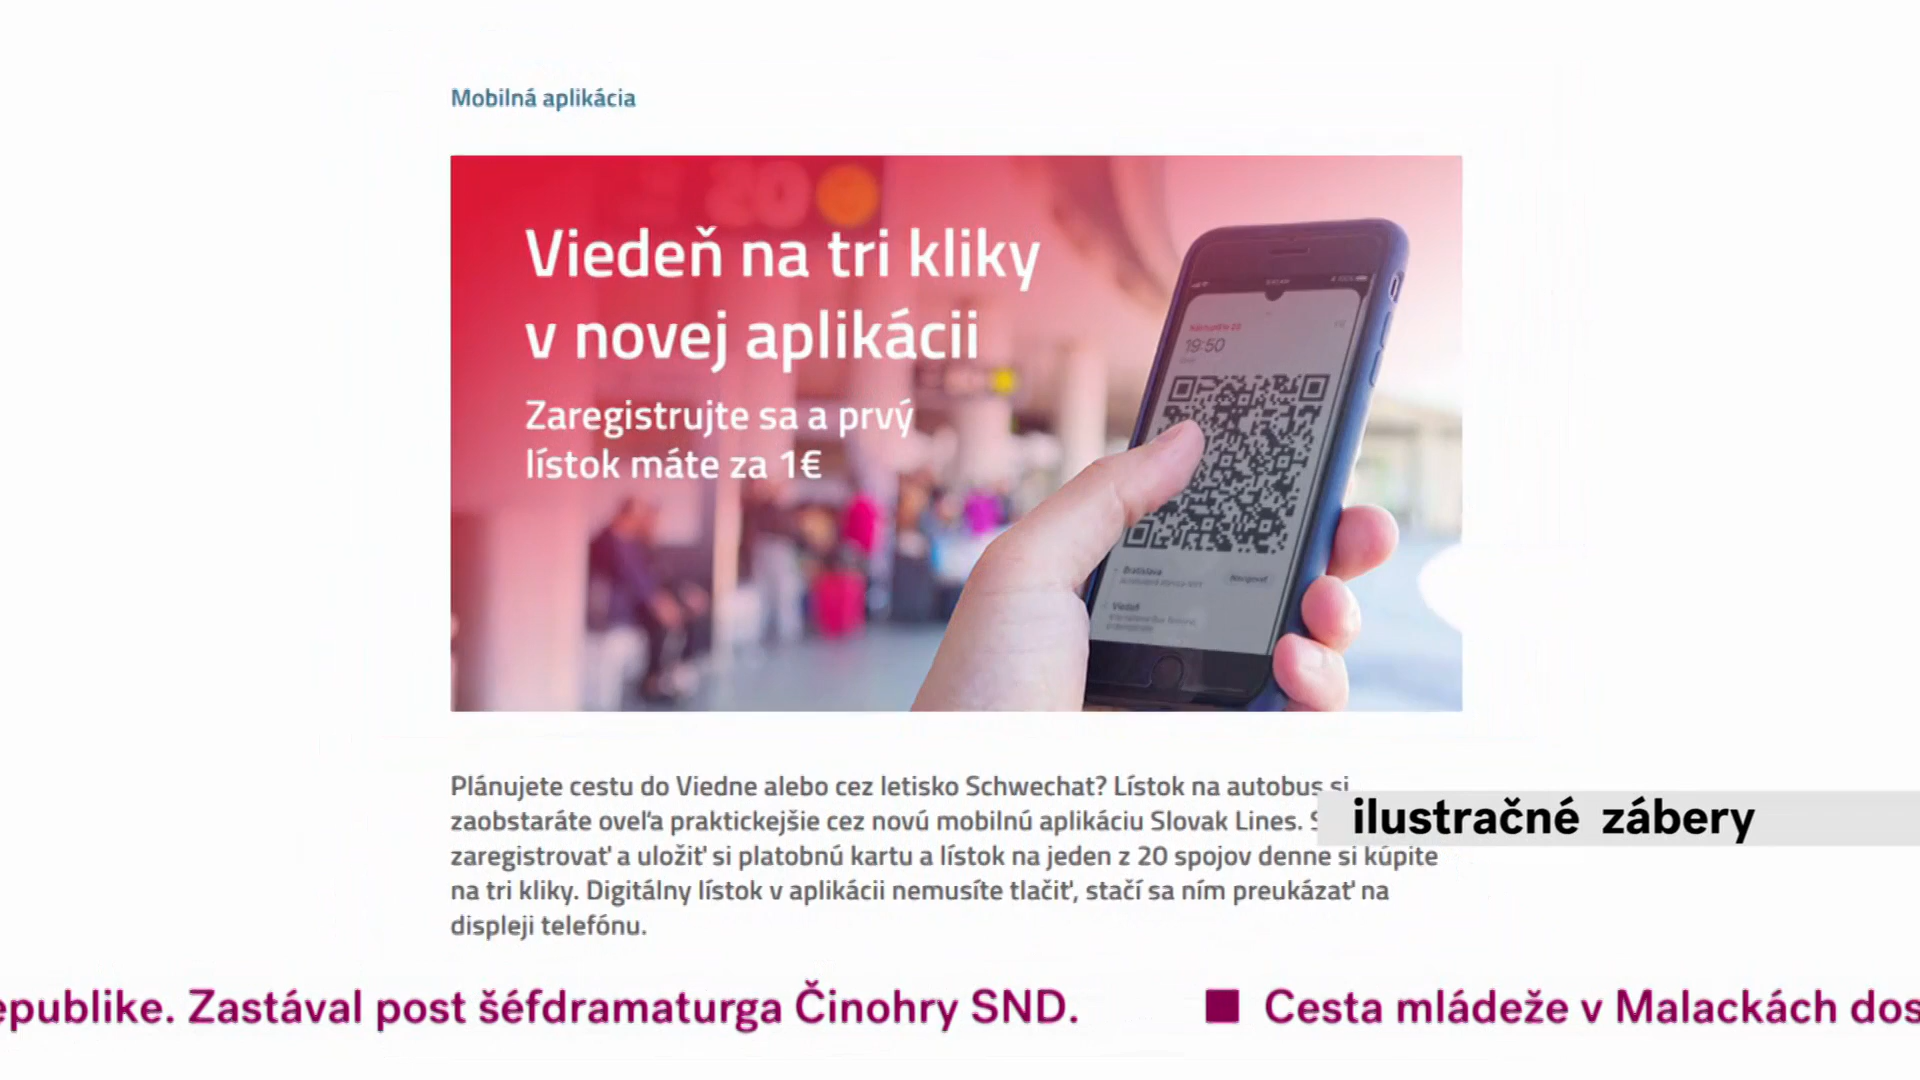 Mobilná aplikácia
Viedeň na tri kliky
v novej aplikácii
Zaregistrujte sa a prvý
lístok máte za 1€
19:50
Bratislava
Navigovať
Viedeň
Plánujete cestu do Viedne alebo cez letisko Schwechat? Lístok na autobus si
zaobstaráte oveľa praktickejšie cez novú mobilnú aplikáciu Slovak Lines.
zaregistrovať a uložiť si platobnú kartu a lístok na jeden z 20 spojov denne si kúpite
na tri kliky. Digitálny lístok v aplikácii nemusíte tlačiť, stačí sa ním preukázať na
displeji telefónu.
ilustračné zábery
epublike. Zastával post šéfdramaturga Činohry SND. ■ Cesta mládeže v Malackách dos